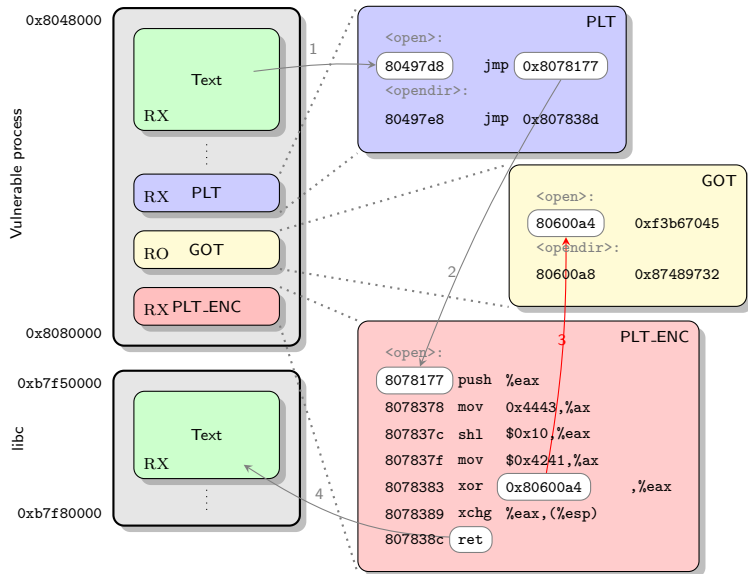 0x8048000
Vulnerable process
Text
RX
RX PLT
RO GOT
RX PLT_ENC
0x8080000
0xb7f50000
libc
Text
RX
0xb7f80000
1
PLT
<open>:
80497d8 jmp 0x8078177
<opendir>:
80497e8 jmp 0x807838d
2
GOT
<open>:
80600a4 0xf3b67045
<opendir>:
80600a8 0x87489732
3
PLT_ENC
<open>:
8078177 push %eax
8078378 mov 0x4443,%ax
807837c shl $0x10,%eax
807837f mov $0x4241,%ax
8078383 xor 0x80600a4 ,%eax
8078389 xchg %eax,(%esp)
807838c ret
4